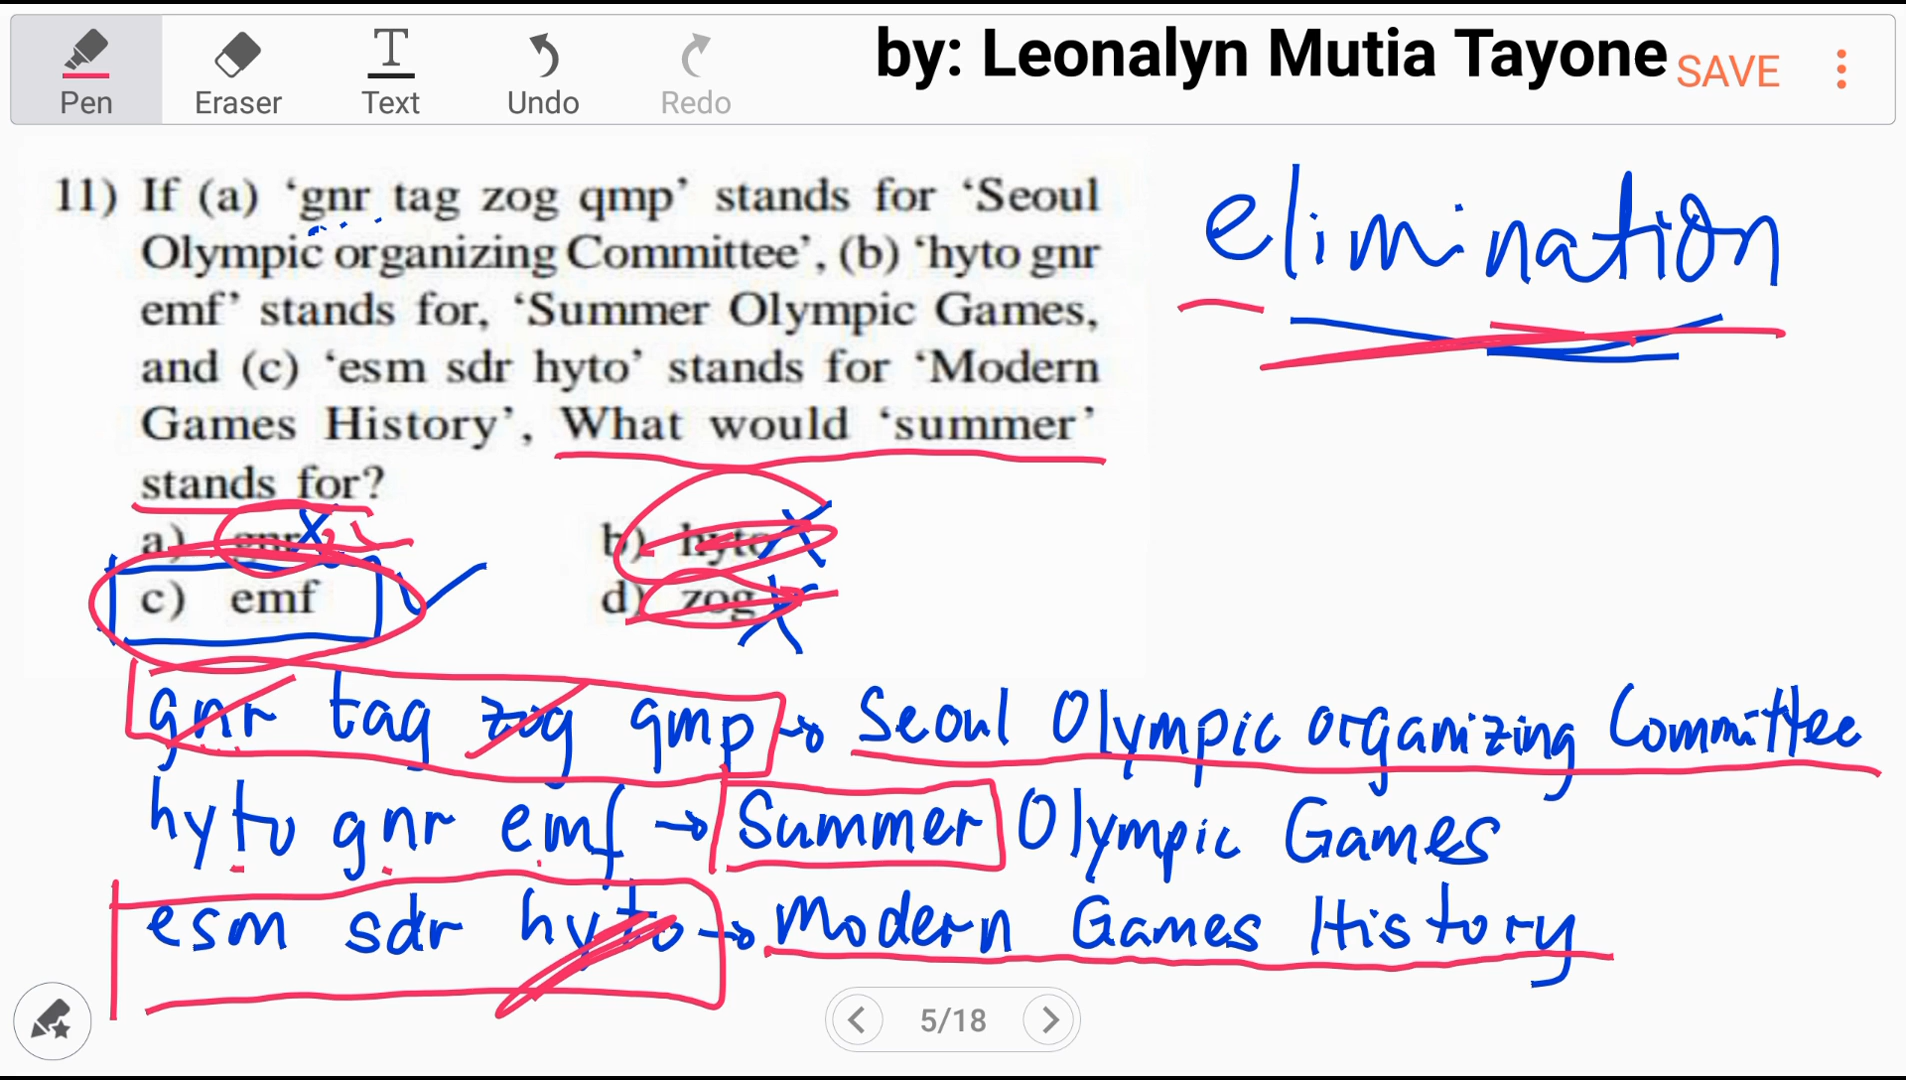 by: Leonalyn Mutia Tayone
SAVE
Pen
Eraser
Text
Undo
Redo
11) If (a) ‘gnr tag zog qmp’ stands for ‘Seoul
Olympic organizing Committee’, (b) ‘hyto gnr
emf’ stands for, ‘Summer Olympic Games,
and (c) ‘esm sdr hyto’ stands for ‘Modern
Games History’, What would ‘summer’
stands for?
a) gnr
b) hyto
c) emf
d) zog
elimination
gnr tag zog qmp → Seoul Olympic organizing Committee
hyto gnr emf → Summer Olympic Games
esm sdr hyto → Modern Games History
5/18